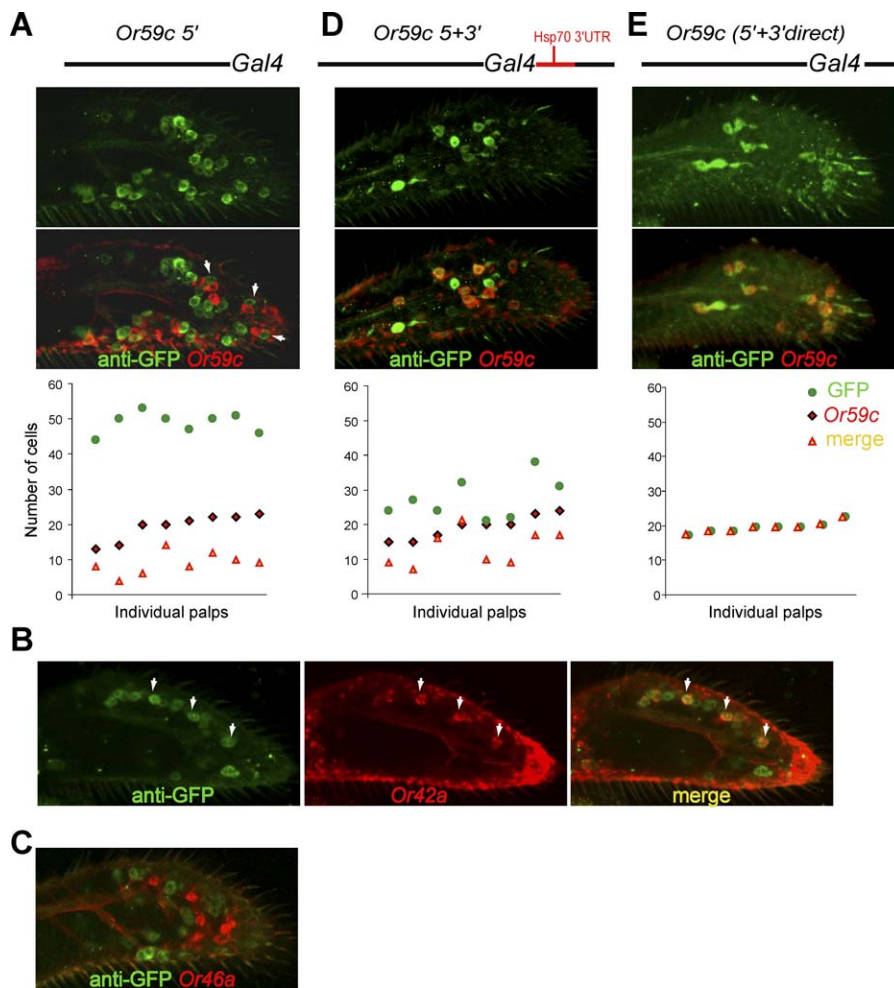 A
Or59c 5'
Gal4
anti-GFP Or59c
Number of cells
60
50
40
30
20
10
0
Individual palps
D
Or59c 5+3'
Hsp70 3'UTR
Gal4
anti-GFP Or59c
60
50
40
30
20
10
0
Individual palps
E
Or59c (5'+3'direct)
Gal4
anti-GFP Or59c
60
50
40
30
20
10
0
GFP
Or59c
merge
Individual palps
B
anti-GFP
Or42a
merge
C
anti-GFP Or46a